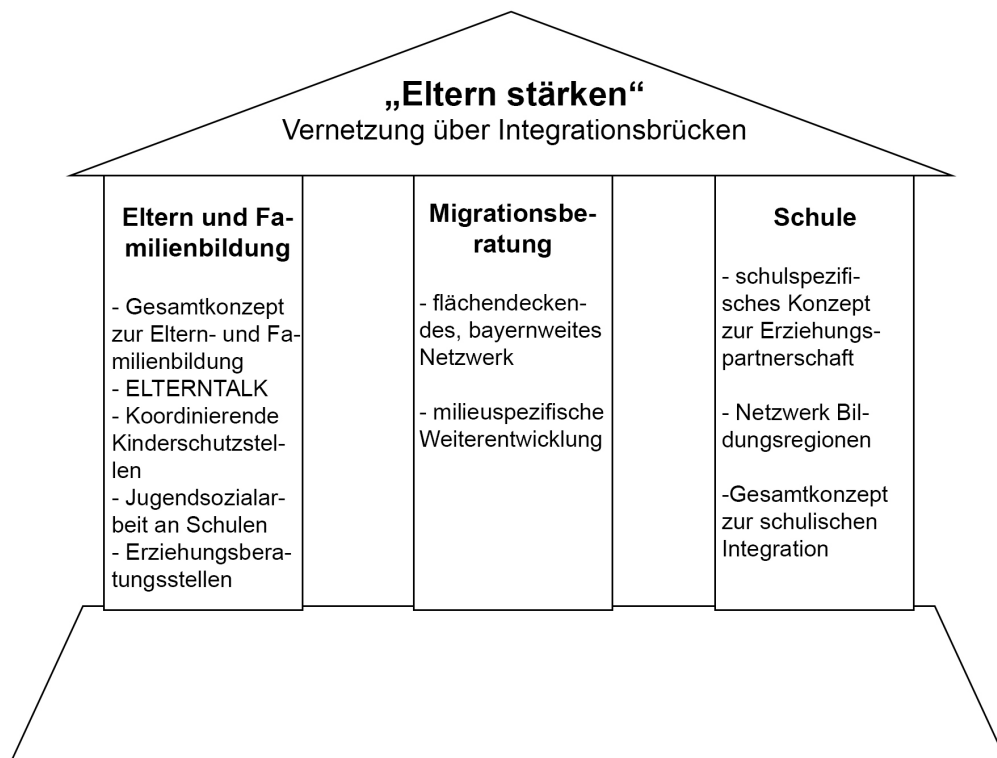 „Eltern stärken“
Vernetzung über Integrationsbrücken
Eltern und Fa-
milienbildung
- Gesamtkonzept
zur Eltern- und Fa-
milienbildung
- ELTERNTALK
- Koordinierende
Kinderschutzstel-
len
- Jugendsozialar-
beit an Schulen
- Erziehungsbera-
tungsstellen
Migrationsbe-
ratung
- flächendecken-
des, bayernweites
Netzwerk
- milieuspezifische
Weiterentwicklung
Schule
- schulspezifi-
sches Konzept
zur Erziehungs-
partnerschaft
- Netzwerk Bil-
dungsregionen
-Gesamtkonzept
zur schulischen
Integration